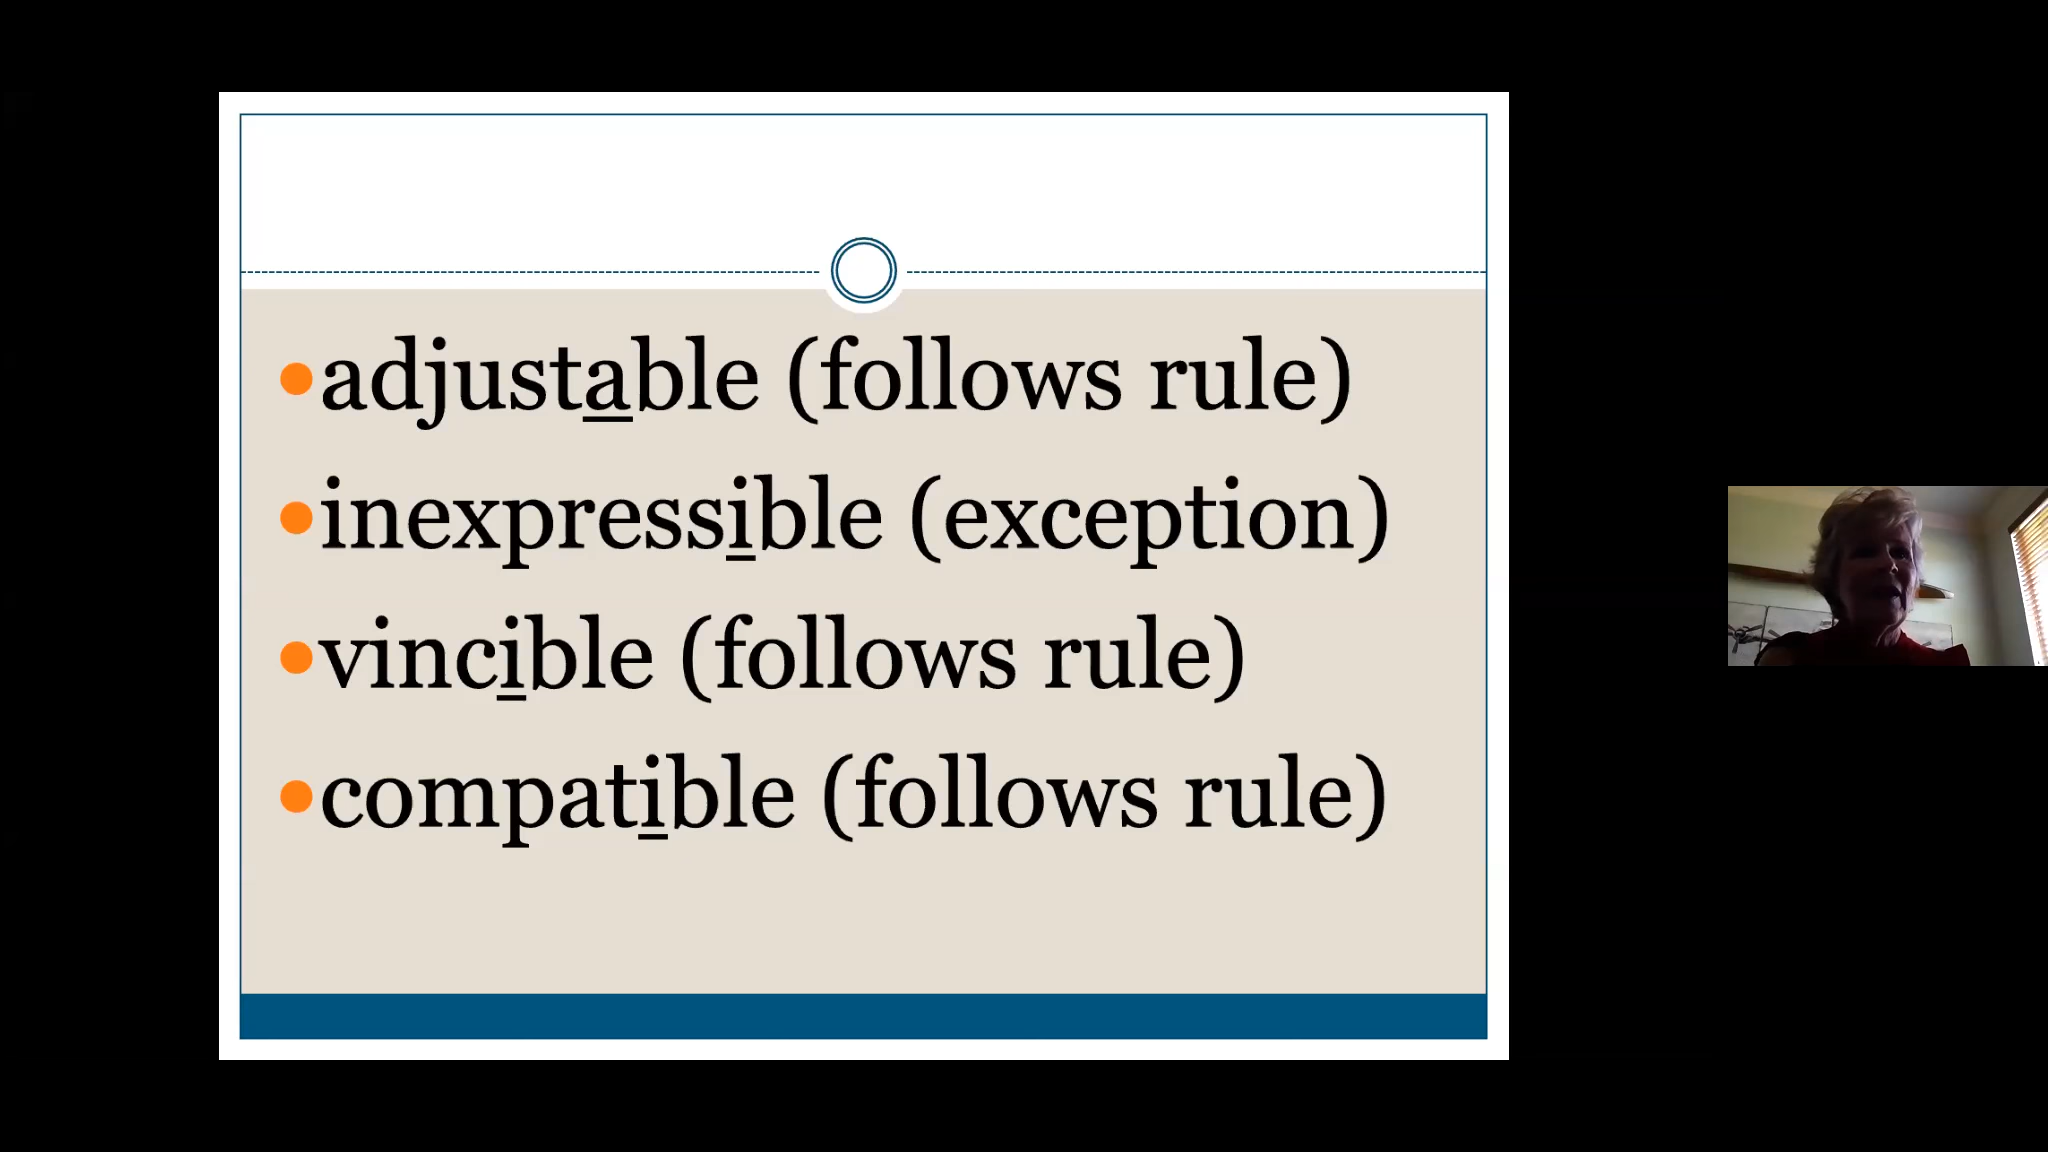 adjustable (follows rule)
inexpressible (exception)
vincible (follows rule)
compatible (follows rule)